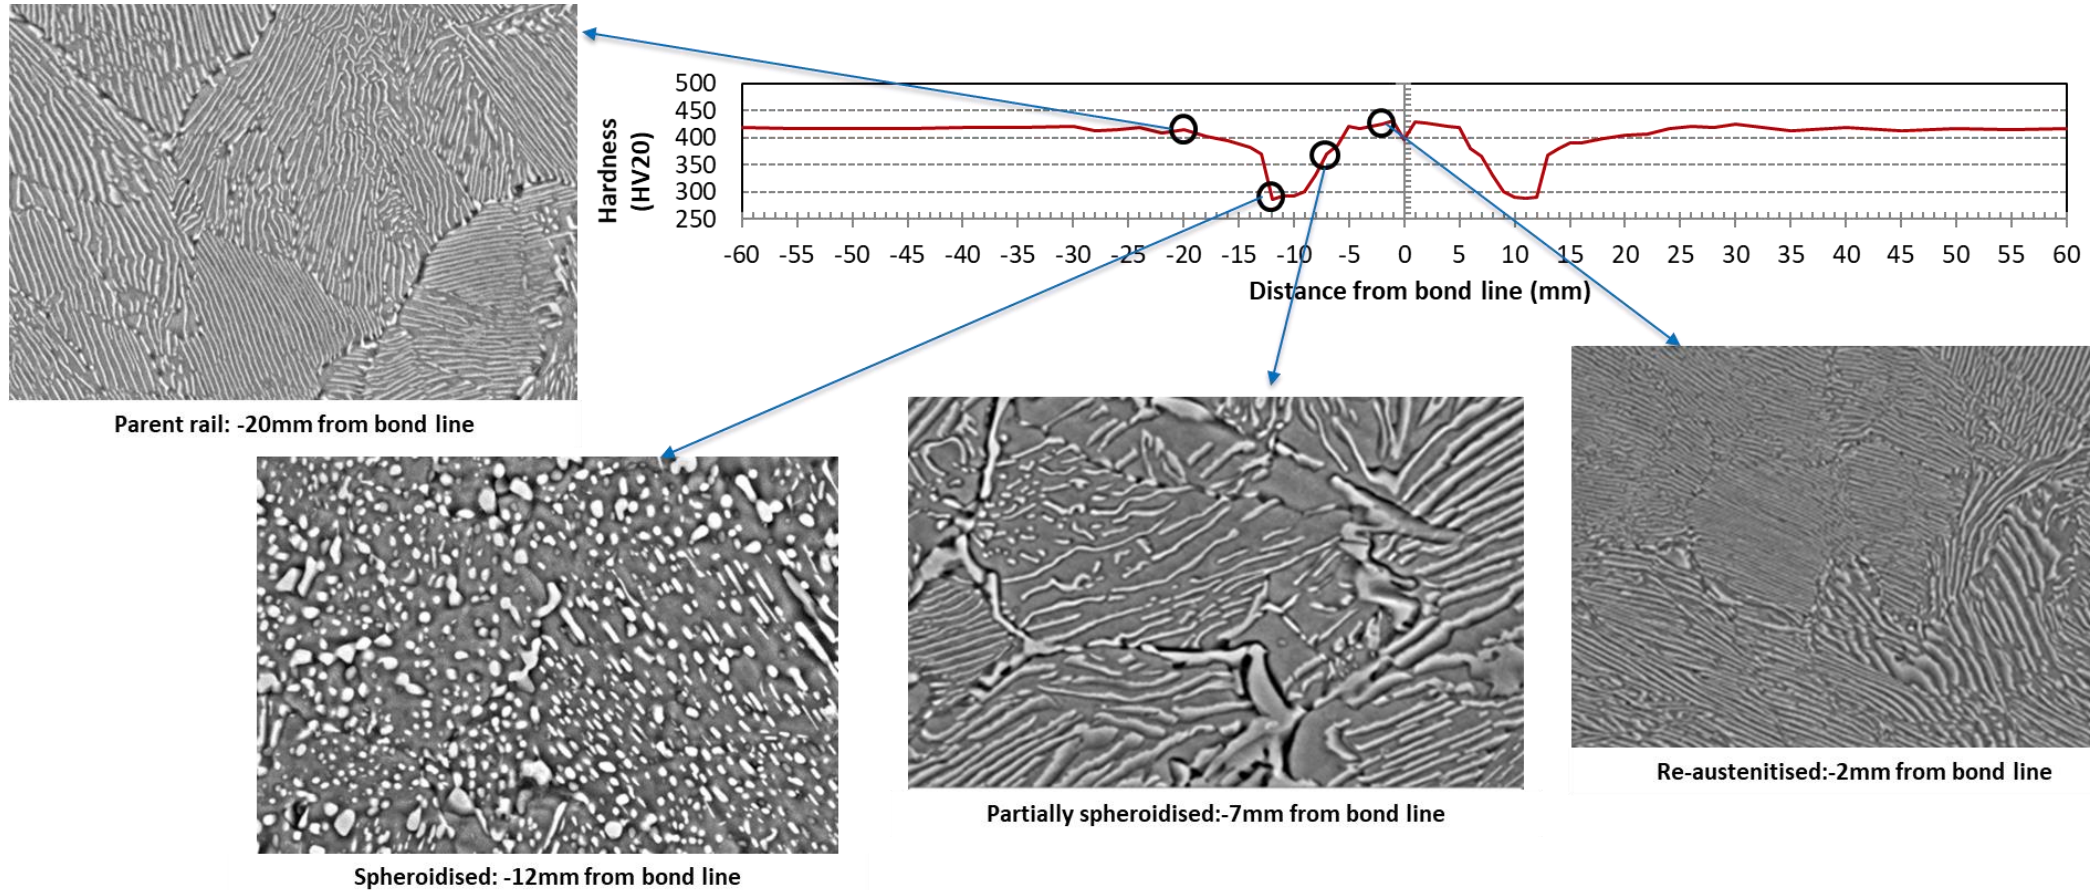 500
450
400
350
300
250
Hardness
(HV20)
-60 -55 -50 -45 -40 -35 -30 -25 -20 -15 -10 -5 0 5 10 15 20 25 30 35 40 45 50 55 60
Distance from bond line (mm)
Parent rail: -20mm from bond line
Re-austenitised:-2mm from bond line
Partially spheroidised:-7mm from bond line
Spheroidised: -12mm from bond line